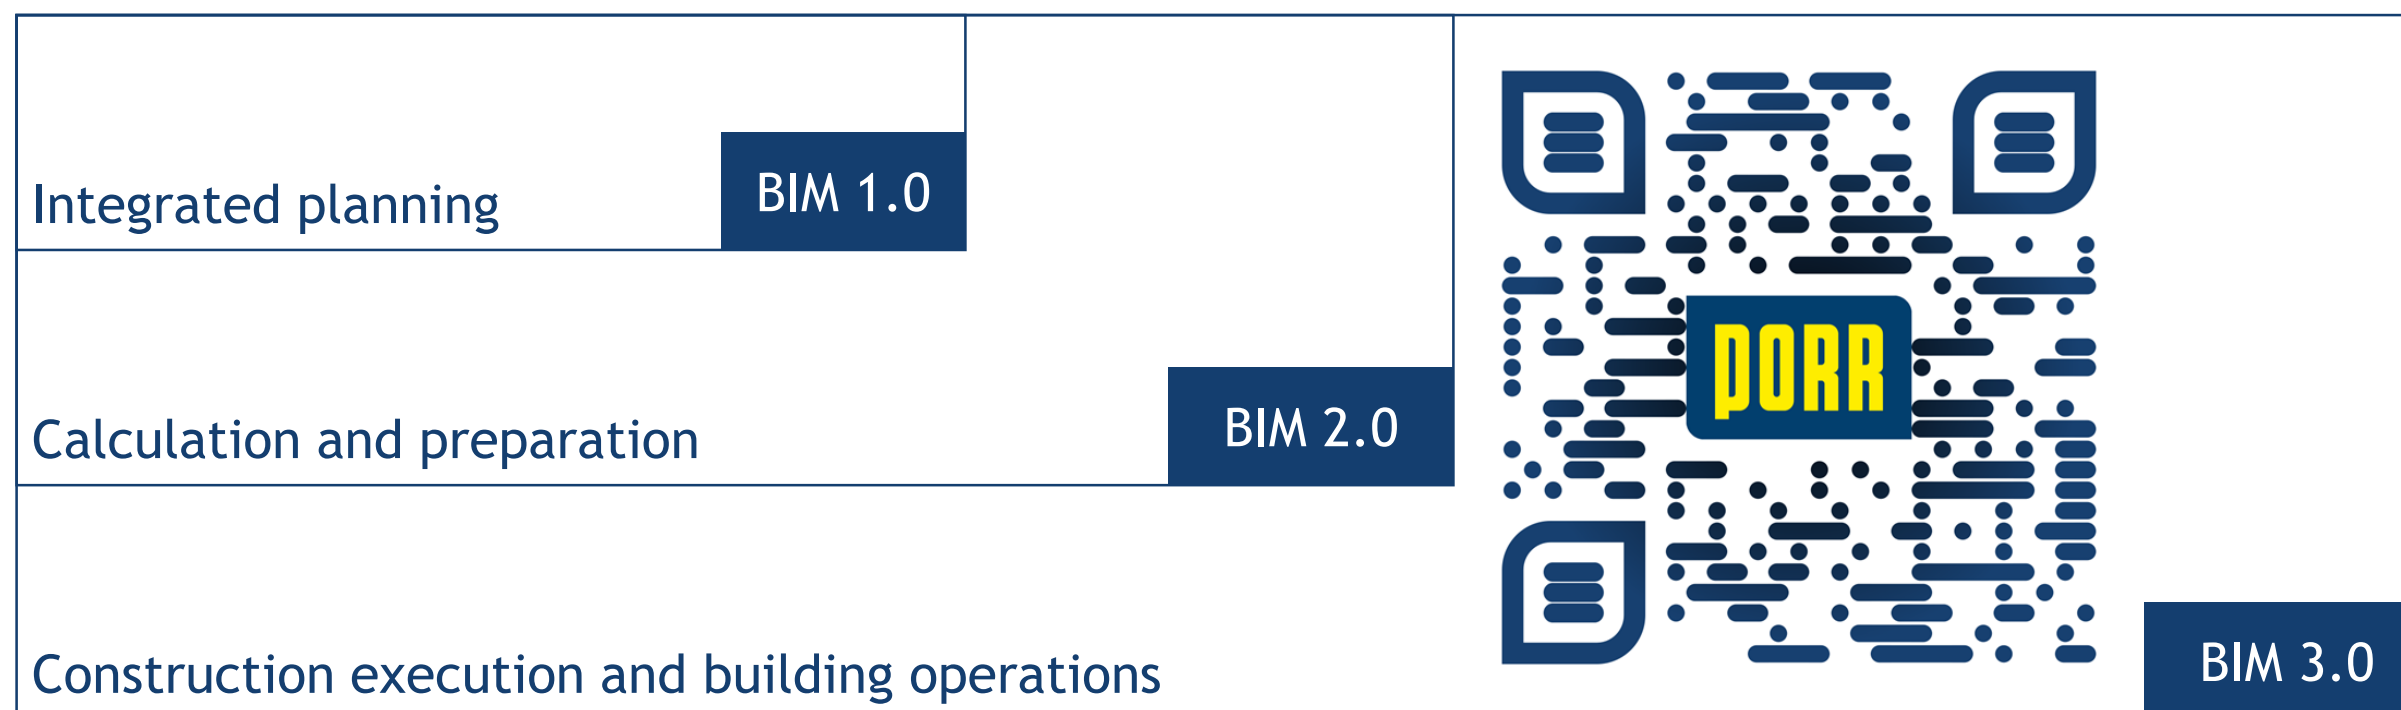 Integrated planning
BIM 1.0
Calculation and preparation
BIM 2.0
PORR
Construction execution and building operations
BIM 3.0